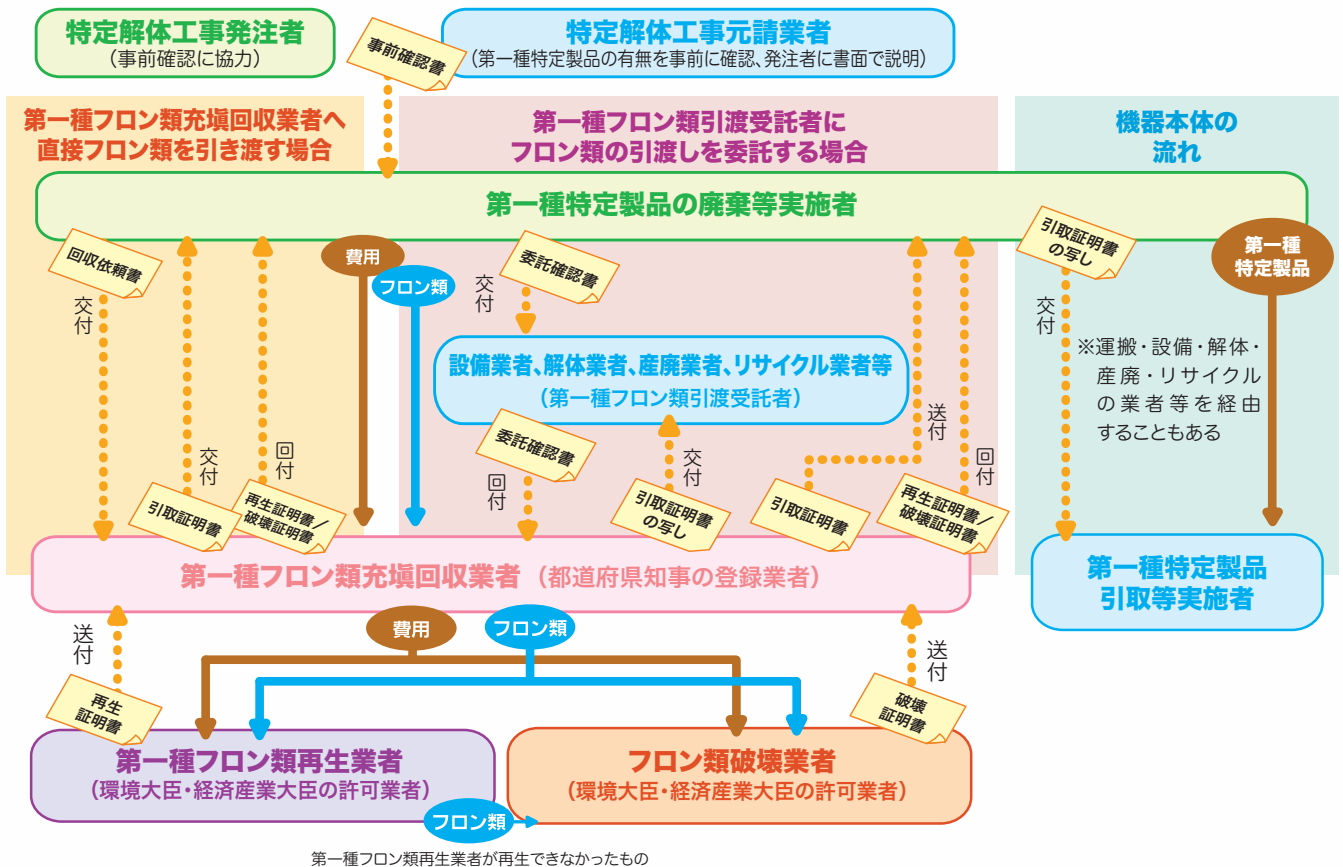 特定解体工事発注者
（事前確認に協力）
事前確認書
特定解体工事元請業者
（第一種特定製品の有無を事前に確認、発注者に書面で説明）
第一種フロン類充塡回収業者へ
直接フロン類を引き渡す場合
第一種フロン類引渡受託者に
フロン類の引渡しを委託する場合
機器本体の
流れ
第一種特定製品の廃棄等実施者
回収依頼書
交付
引取証明書
交付
再生証明書／
破壊証明書
回付
費用
フロン類
委託確認書
交付
設備業者、解体業者、産廃業者、リサイクル業者等
（第一種フロン類引渡受託者）
委託確認書
回付
引取証明書
の写し
交付
引取証明書
送付
再生証明書／
破壊証明書
回付
引取証明書
の写し
交付
第一種
特定製品
※運搬・設備・解体・
産廃・リサイクル
の業者等を経由
することもある
第一種フロン類充塡回収業者（都道府県知事の登録業者）
第一種特定製品
引取等実施者
送付
再生
証明書
費用
フロン類
送付
破壊
証明書
第一種フロン類再生業者
（環境大臣・経済産業大臣の許可業者）
フロン類破壊業者
（環境大臣・経済産業大臣の許可業者）
フロン類
第一種フロン類再生業者が再生できなかったもの